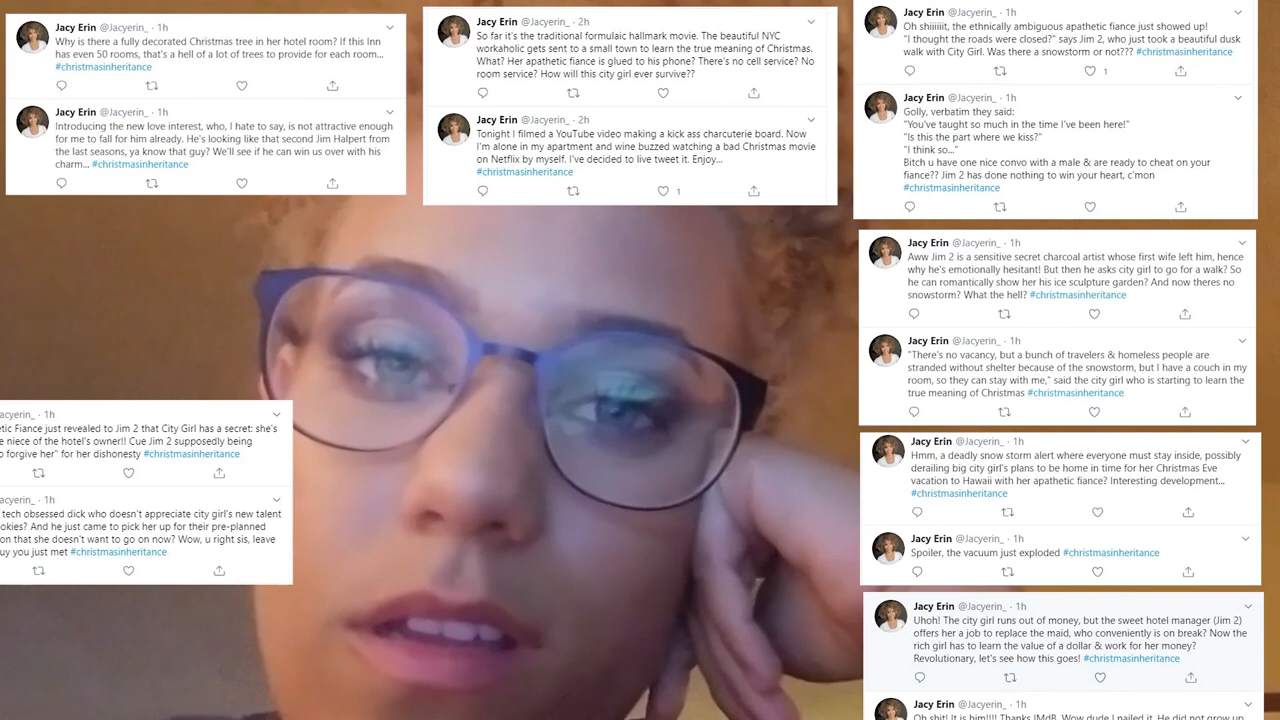 Jacy Erin @Jacyerin_ · 1h
Why is there a fully decorated Christmas tree in her hotel room? If this Inn
has even 50 rooms, that's a hell of a lot of trees to provide for each room...
#christmasinheritance
Jacy Erin @Jacyerin_ · 1h
Introducing the new love interest, who, I hate to say, is not attractive enough
for me to fall for him already. He's looking like that second Jim Halpert from
the last seasons, ya know that guy? We'll see if he can win us over with his
charm... #christmasinheritance
Jacy Erin @Jacyerin_ · 2h
So far it's the traditional formulaic hallmark movie. The beautiful NYC
workaholic gets sent to a small town to learn the true meaning of Christmas.
What? Her apathetic fiance is glued to his phone? There's no cell service? No
room service? How will this city girl ever survive??
Jacy Erin @Jacyerin_ · 2h
Tonight I filmed a YouTube video making a kick ass charcuterie board. Now
I'm alone in my apartment and wine buzzed watching a bad Christmas movie
on Netflix by myself. I've decided to live tweet it. Enjoy...
#christmasinheritance
1
Jacy Erin @Jacyerin_ · 1h
Oh shiiiiiit, the ethnically ambiguous apathetic fiance just showed up!
"I thought the roads were closed?" says Jim 2, who just took a beautiful dusk
walk with City Girl. Was there a snowstorm or not??? #christmasinheritance
1
Jacy Erin @Jacyerin_ · 1h
Golly, verbatim they said:
"You've taught so much in the time I've been here!"
"Is this the part where we kiss?"
"I think so..."
Bitch u have one nice convo with a male & are ready to cheat on your
fiance?? Jim 2 has done nothing to win your heart, c'mon
#christmasinheritance
Jacy Erin @Jacyerin_ · 1h
Aww Jim 2 is a sensitive secret charcoal artist whose first wife left him, hence
why he's emotionally hesitant! But then he asks city girl to go for a walk? So
he can romantically show her his ice sculpture garden? And now theres no
snowstorm? What the hell? #christmasinheritance
Jacy Erin @Jacyerin_ · 1h
"There's no vacancy, but a bunch of travelers & homeless people are
stranded without shelter because of the snowstorm, but I have a couch in my
room, so they can stay with me," said the city girl who is starting to learn the
true meaning of Christmas #christmasinheritance
acyerin_ · 1h
etic Fiance just revealed to Jim 2 that City Girl has a secret: she's
e niece of the hotel's owner!! Cue Jim 2 supposedly being
o forgive her" for her dishonesty #christmasinheritance
acyerin_ · 1h
tech obsessed dick who doesn't appreciate city girl's new talent
ookies? And he just came to pick her up for their pre-planned
on that she doesn't want to go on now? Wow, u right sis, leave
uy you just met #christmasinheritance
Jacy Erin @Jacyerin_ · 1h
Hmm, a deadly snow storm alert where everyone must stay inside, possibly
derailing big city girl's plans to be home in time for her Christmas Eve
vacation to Hawaii with her apathetic fiance? Interesting development...
#christmasinheritance
Jacy Erin @Jacyerin_ · 1h
Spoiler, the vacuum just exploded #christmasinheritance
Jacy Erin @Jacyerin_ · 1h
Uhoh! The city girl runs out of money, but the sweet hotel manager (Jim 2)
offers her a job to replace the maid, who conveniently is on break? Now the
rich girl has to learn the value of a dollar & work for her money?
Revolutionary, let's see how this goes! #christmasinheritance
Jacy Erin @Jacyerin_ · 1h
Oh shit! It is him!!!! Thanks IMdB. Wow dude I nailed it. He did not grow up